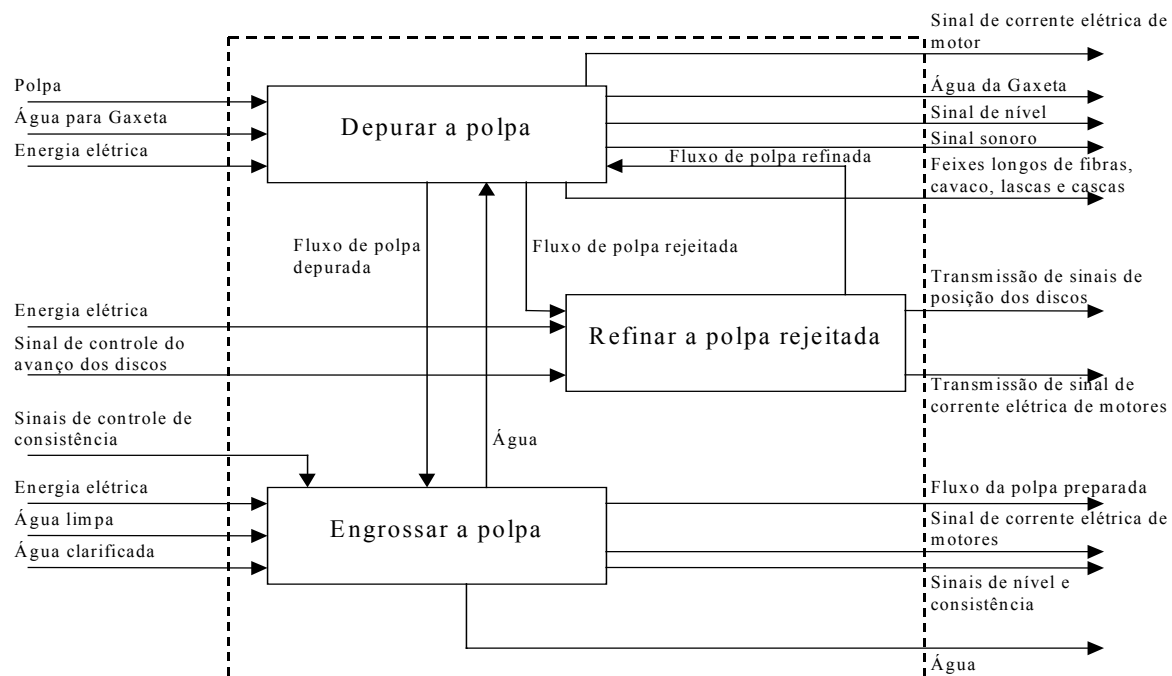 Sinal de corrente elétrica de
motor
Polpa
Água para Gaxeta
Energia elétrica
Depurar a polpa
Água da Gaxeta
Sinal de nível
Sinal sonoro
Fluxo de polpa refinada
Feixes longos de fibras,
cavaco, lascas e cascas
Fluxo de polpa
depurada
Fluxo de polpa rejeitada
Energia elétrica
Sinal de controle do
avanço dos discos
Refinar a polpa rejeitada
Transmissão de sinais de
posição dos discos
Transmissão de sinal de
corrente elétrica de motores
Sinais de controle de
consistência
Água
Energia elétrica
Água limpa
Água clarificada
Engrossar a polpa
Fluxo da polpa preparada
Sinal de corrente elétrica de
motores
Sinais de nível e
consistência
Água